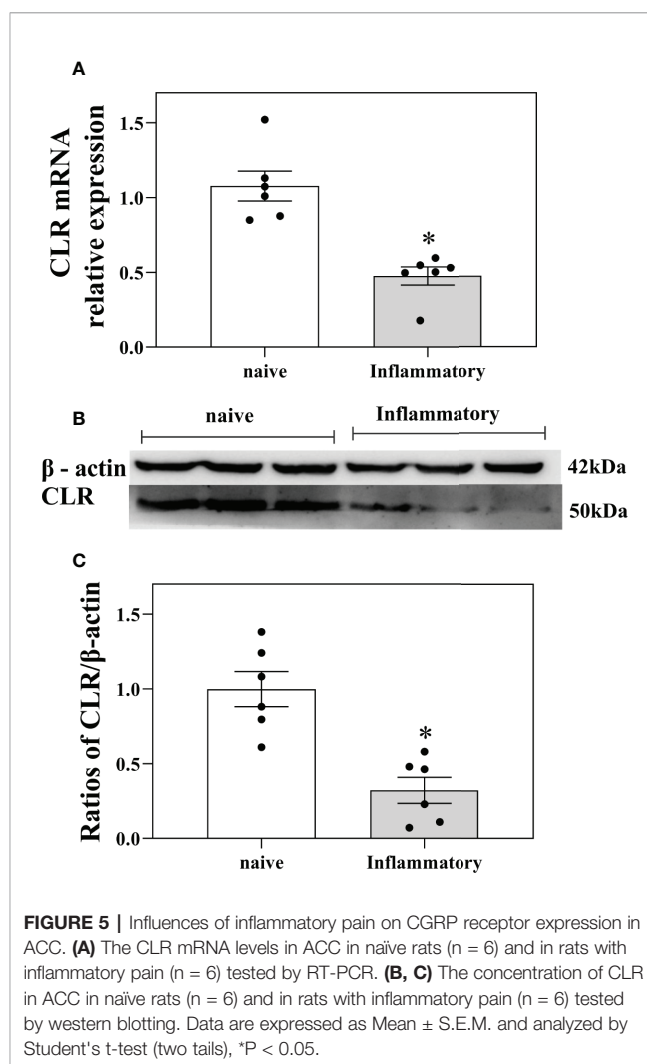 A
CLR mRNA
relative expression
1.5
1.0
0.5
0.0
*
naive
Inflammatory
B
naive
Inflammatory
β - actin
42kDa
CLR
50kDa
C
Ratios of CLR/β-actin
1.5
1.0
0.5
0.0
*
naive
Inflammatory
FIGURE 5 | Influences of inflammatory pain on CGRP receptor expression in
ACC. (A) The CLR mRNA levels in ACC in naïve rats (n = 6) and in rats with
inflammatory pain (n = 6) tested by RT-PCR. (B, C) The concentration of CLR
in ACC in naïve rats (n = 6) and in rats with inflammatory pain (n = 6) tested
by western blotting. Data are expressed as Mean ± S.E.M. and analyzed by
Student's t-test (two tails), *P < 0.05.